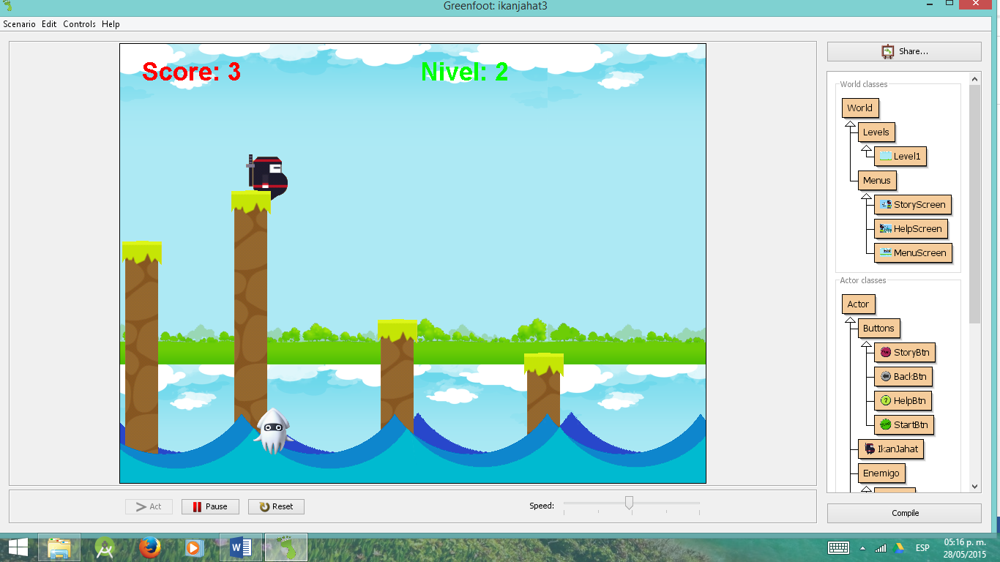 Greenfoot: ikanjahat3
Scenario Edit Controls Help
Score: 3
Nivel: 2
Share...
World classes
World
Levels
Level1
Menus
StoryScreen
HelpScreen
MenuScreen
Actor classes
Actor
Buttons
StoryBtn
BackBtn
HelpBtn
StartBtn
IkanJahat
Enemigo
Act
Pause
Reset
Speed:
Compile
ESP
05:16 p. m.
28/05/2015